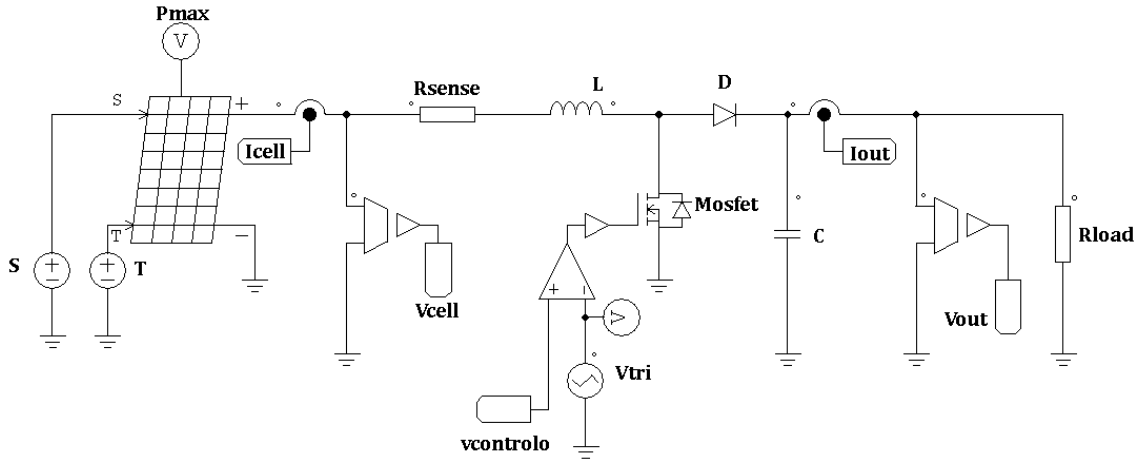 Pmax
V
S
+
Icell
Rsense
L
D
Iout
T
−
S
+
−
+
−
T
Vcell
Mosfet
C
Rload
+
−
V
Vout
Vtri
vcontrolo